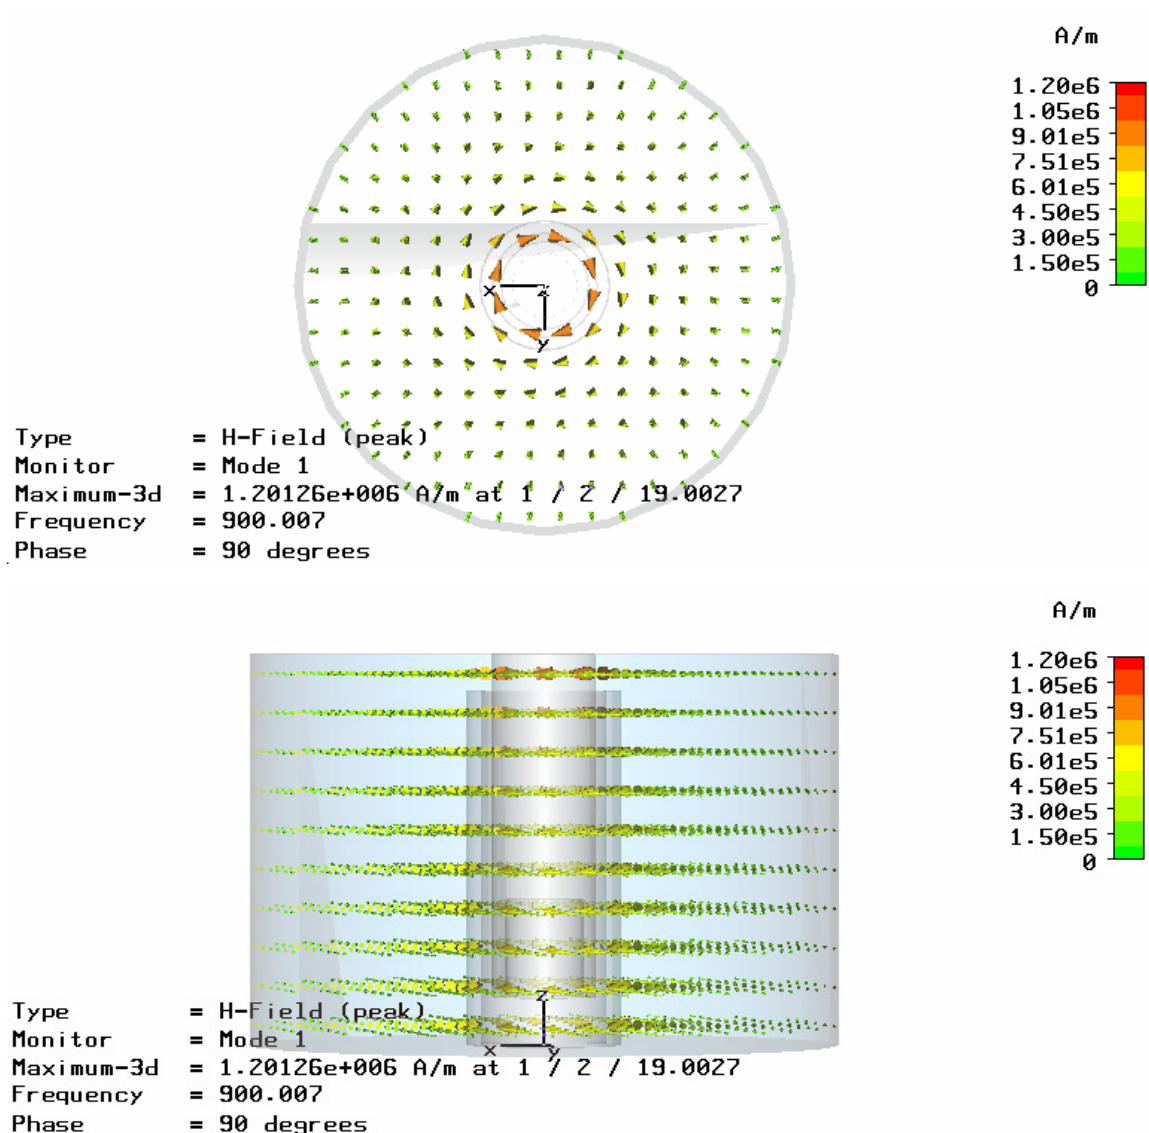 A/m
1.20e6
1.05e6
9.01e5
7.51e5
6.01e5
4.50e5
3.00e5
1.50e5
0
x
z
y
Type = H-Field (peak)
Monitor = Mode 1
Maximum-3d = 1.20126e+006 A/m at 1 / 2 / 19.0027
Frequency = 900.007
Phase = 90 degrees
A/m
1.20e6
1.05e6
9.01e5
7.51e5
6.01e5
4.50e5
3.00e5
1.50e5
0
z
x
y
Type = H-Field (peak)
Monitor = Mode 1
Maximum-3d = 1.20126e+006 A/m at 1 / 2 / 19.0027
Frequency = 900.007
Phase = 90 degrees